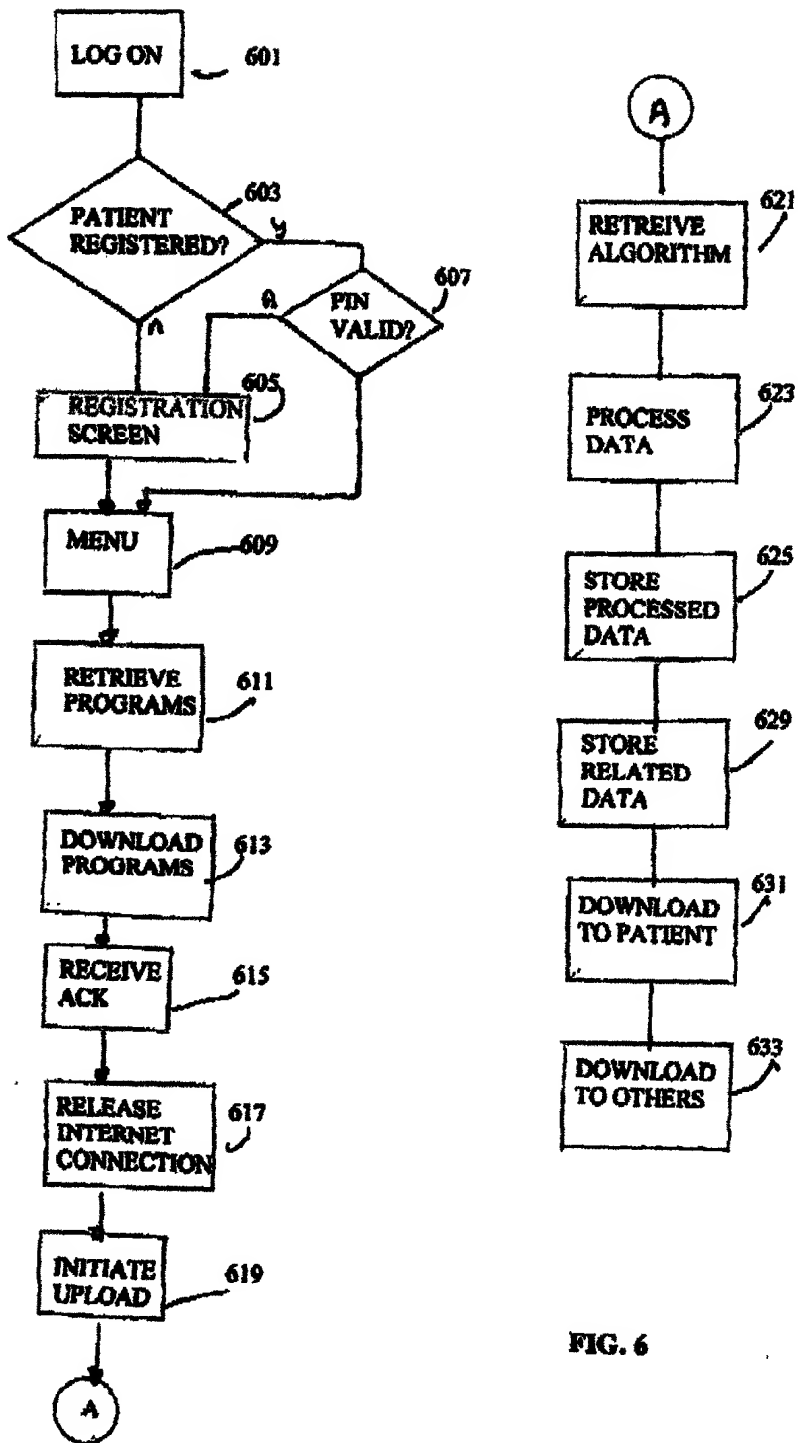 LOG ON
601
PATIENT
REGISTERED?
603
y
n
PIN
VALID?
607
REGISTRATION
SCREEN
605
MENU
609
RETRIEVE
PROGRAMS
611
DOWNLOAD
PROGRAMS
613
RECEIVE
ACK
615
RELEASE
INTERNET
CONNECTION
617
INITIATE
UPLOAD
619
A
A
RETREIVE
ALGORITHM
621
PROCESS
DATA
623
STORE
PROCESSED
DATA
625
STORE
RELATED
DATA
629
DOWNLOAD
TO PATIENT
631
DOWNLOAD
TO OTHERS
633
FIG. 6